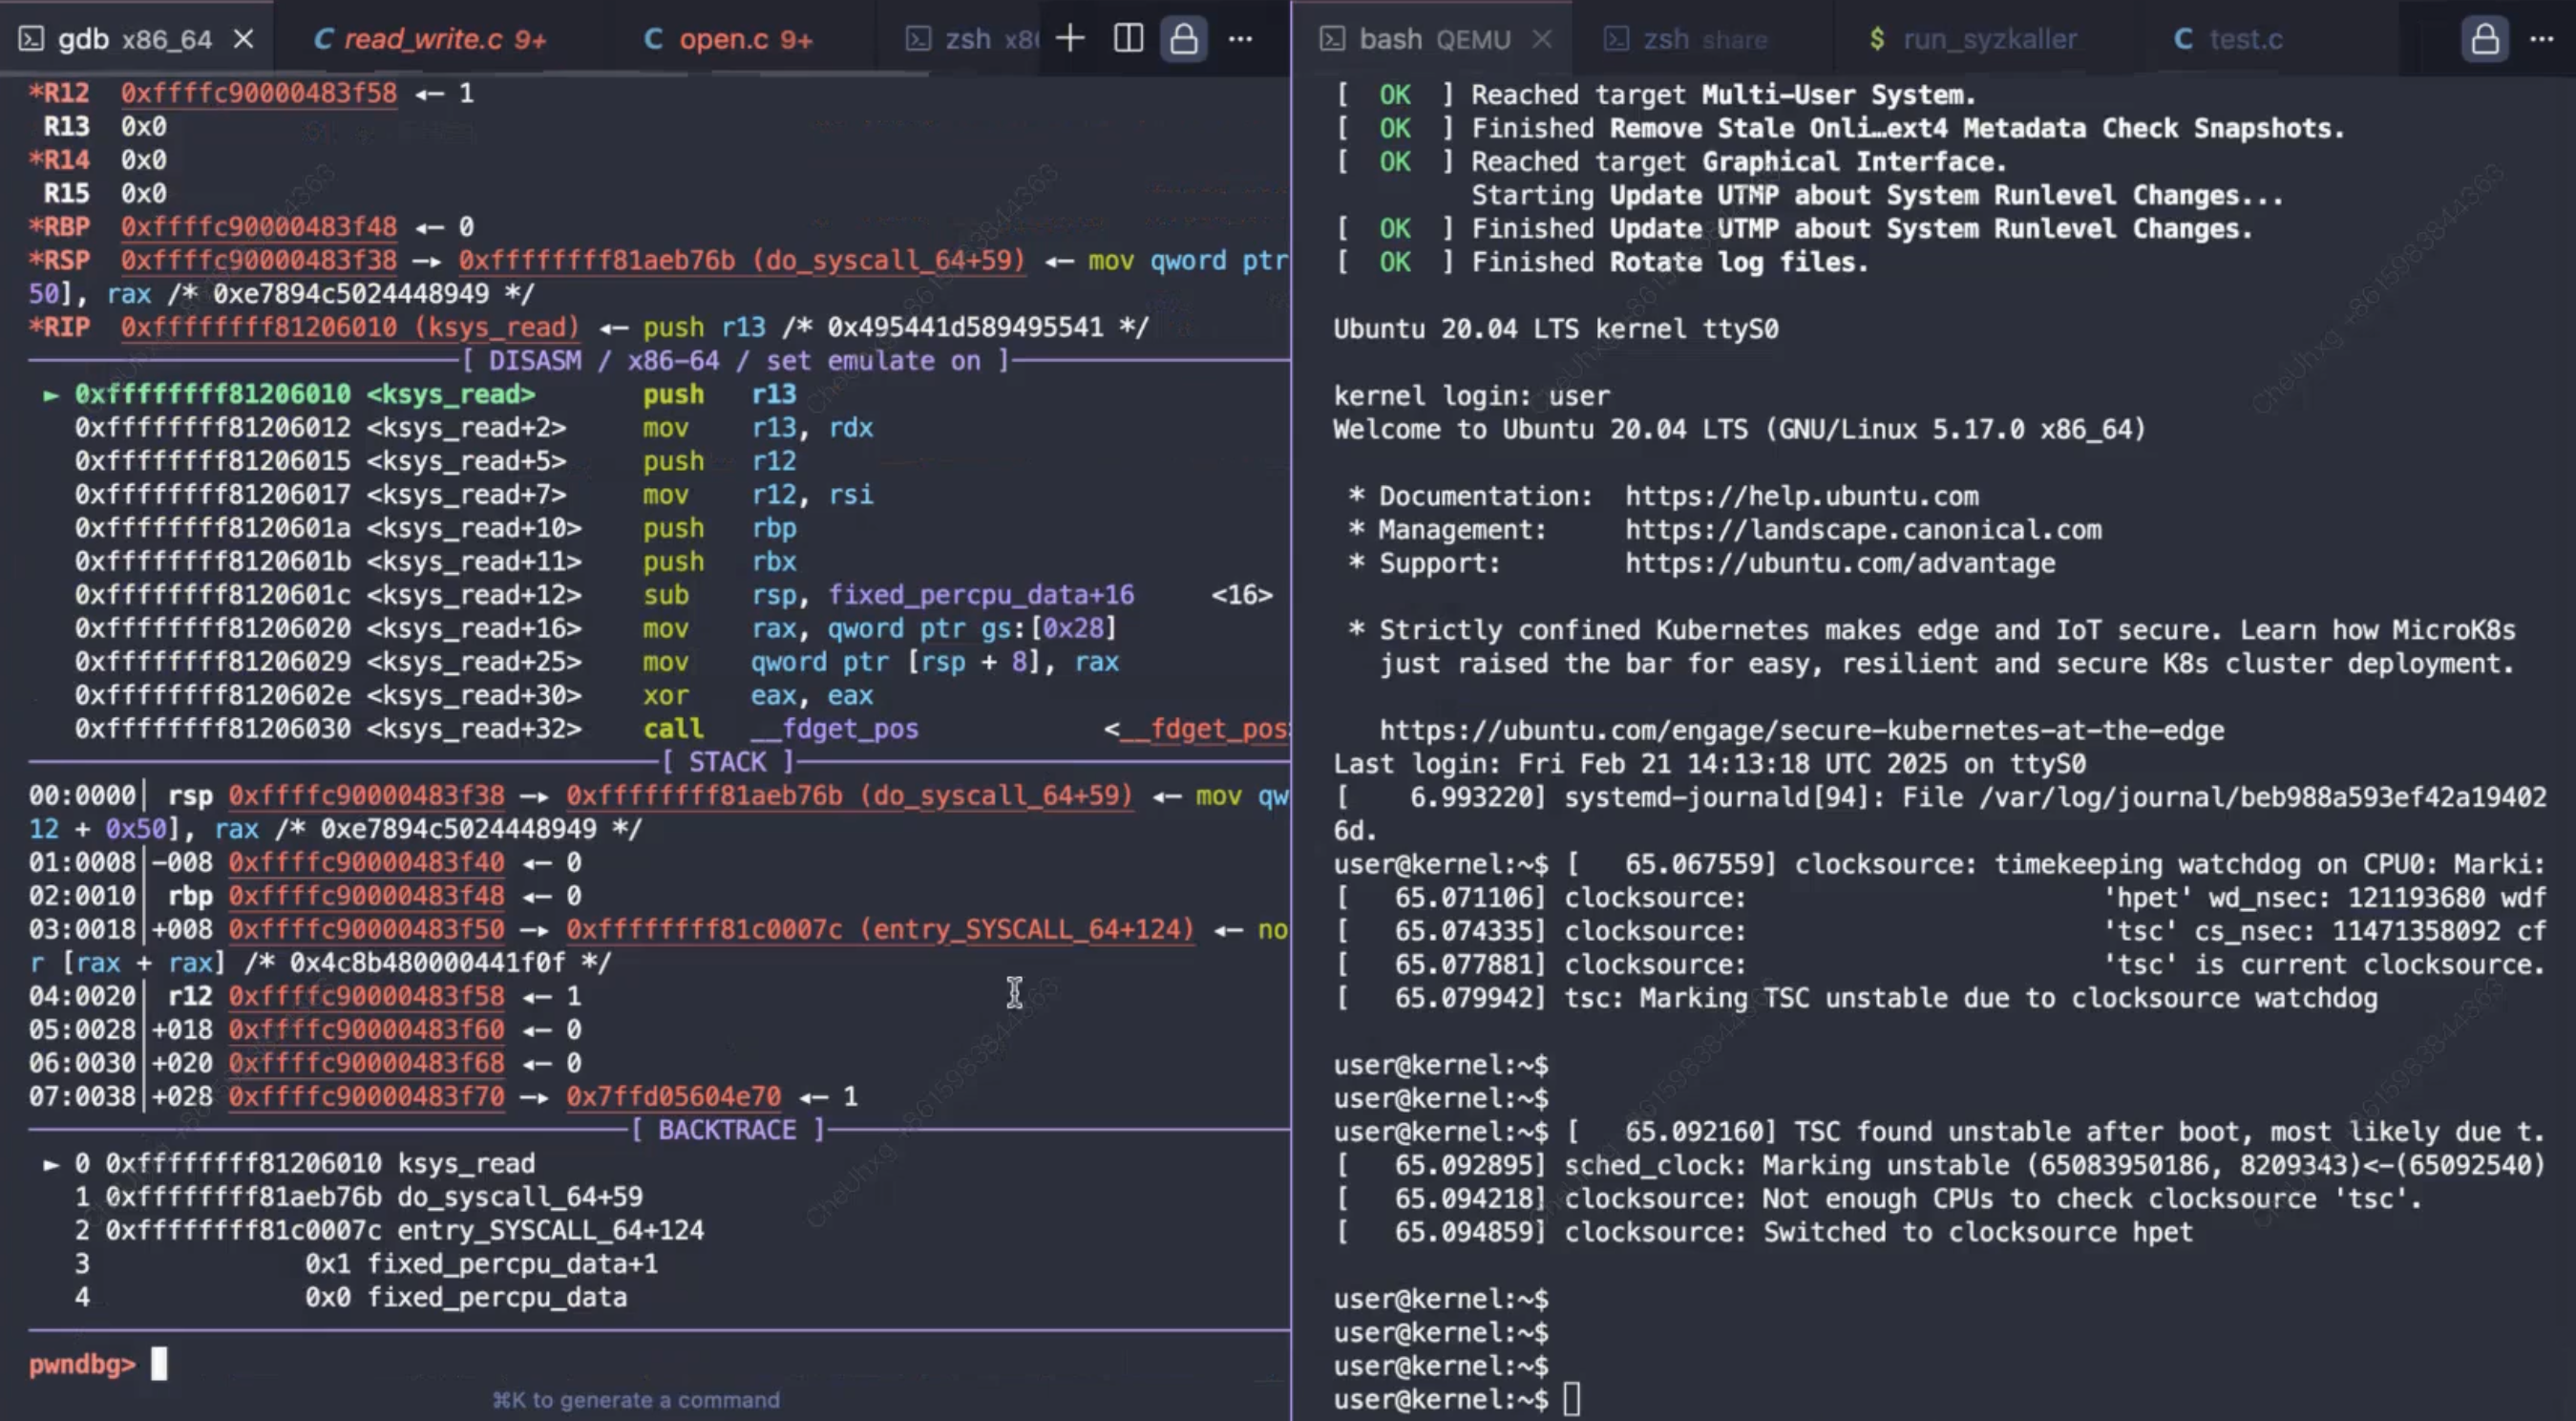 gdb x86_64
read_write.c 9+
open.c 9+
zsh x8
*R12 0xffffc90000483f58 ◂— 1
R13 0x0
*R14 0x0
R15 0x0
*RBP 0xffffc90000483f48 ◂— 0
*RSP 0xffffc90000483f38 —▸ 0xffffffff81aeb76b (do_syscall_64+59) ◂— mov qword ptr
50], rax /* 0xe7894c5024448949 */
*RIP 0xffffffff81206010 (ksys_read) ◂— push r13 /* 0x495441d589495541 */
[ DISASM / x86-64 / set emulate on ]
► 0xffffffff81206010 <ksys_read> push r13
0xffffffff81206012 <ksys_read+2> mov r13, rdx
0xffffffff81206015 <ksys_read+5> push r12
0xffffffff81206017 <ksys_read+7> mov r12, rsi
0xffffffff8120601a <ksys_read+10> push rbp
0xffffffff8120601b <ksys_read+11> push rbx
0xffffffff8120601c <ksys_read+12> sub rsp, fixed_percpu_data+16 <16>
0xffffffff81206020 <ksys_read+16> mov rax, qword ptr gs:[0x28]
0xffffffff81206029 <ksys_read+25> mov qword ptr [rsp + 8], rax
0xffffffff8120602e <ksys_read+30> xor eax, eax
0xffffffff81206030 <ksys_read+32> call __fdget_pos <__fdget_pos
[ STACK ]
00:0000│ rsp 0xffffc90000483f38 —▸ 0xffffffff81aeb76b (do_syscall_64+59) ◂— mov qw
12 + 0x50], rax /* 0xe7894c5024448949 */
01:0008│-008 0xffffc90000483f40 ◂— 0
02:0010│ rbp 0xffffc90000483f48 ◂— 0
03:0018│+008 0xffffc90000483f50 —▸ 0xffffffff81c0007c (entry_SYSCALL_64+124) ◂— no
r [rax + rax] /* 0x4c8b480000441f0f */
04:0020│ r12 0xffffc90000483f58 ◂— 1
05:0028│+018 0xffffc90000483f60 ◂— 0
06:0030│+020 0xffffc90000483f68 ◂— 0
07:0038│+028 0xffffc90000483f70 —▸ 0x7ffd05604e70 ◂— 1
[ BACKTRACE ]
► 0 0xffffffff81206010 ksys_read
1 0xffffffff81aeb76b do_syscall_64+59
2 0xffffffff81c0007c entry_SYSCALL_64+124
3 0x1 fixed_percpu_data+1
4 0x0 fixed_percpu_data
pwndbg>
⌘K to generate a command
bash QEMU
zsh share
$ run_syzkaller
C test.c
[ OK ] Reached target Multi-User System.
[ OK ] Finished Remove Stale Onli…ext4 Metadata Check Snapshots.
[ OK ] Reached target Graphical Interface.
Starting Update UTMP about System Runlevel Changes...
[ OK ] Finished Update UTMP about System Runlevel Changes.
[ OK ] Finished Rotate log files.
Ubuntu 20.04 LTS kernel ttyS0
kernel login: user
Welcome to Ubuntu 20.04 LTS (GNU/Linux 5.17.0 x86_64)
* Documentation: https://help.ubuntu.com
* Management: https://landscape.canonical.com
* Support: https://ubuntu.com/advantage
* Strictly confined Kubernetes makes edge and IoT secure. Learn how MicroK8s
just raised the bar for easy, resilient and secure K8s cluster deployment.
https://ubuntu.com/engage/secure-kubernetes-at-the-edge
Last login: Fri Feb 21 14:13:18 UTC 2025 on ttyS0
[ 6.993220] systemd-journald[94]: File /var/log/journal/beb988a593ef42a19402
6d.
user@kernel:~$ [ 65.067559] clocksource: timekeeping watchdog on CPU0: Marki:
[ 65.071106] clocksource: 'hpet' wd_nsec: 121193680 wdf
[ 65.074335] clocksource: 'tsc' cs_nsec: 11471358092 cf
[ 65.077881] clocksource: 'tsc' is current clocksource.
[ 65.079942] tsc: Marking TSC unstable due to clocksource watchdog
user@kernel:~$
user@kernel:~$
user@kernel:~$ [ 65.092160] TSC found unstable after boot, most likely due t.
[ 65.092895] sched_clock: Marking unstable (65083950186, 8209343)<-(65092540)
[ 65.094218] clocksource: Not enough CPUs to check clocksource 'tsc'.
[ 65.094859] clocksource: Switched to clocksource hpet
user@kernel:~$
user@kernel:~$
user@kernel:~$
user@kernel:~$